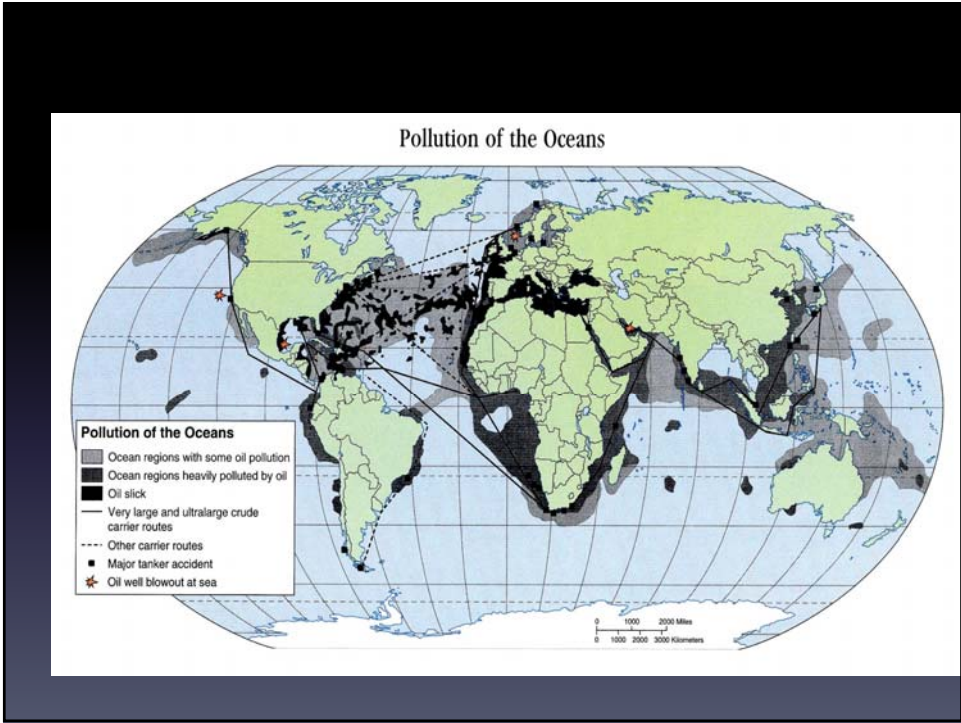 Pollution of the Oceans
Pollution of the Oceans
Ocean regions with some oil pollution
Ocean regions heavily polluted by oil
Oil slick
Very large and ultralarge crude
carrier routes
Other carrier routes
Major tanker accident
Oil well blowout at sea
0 1000 2000 Miles
0 1000 2000 3000 Kilometers